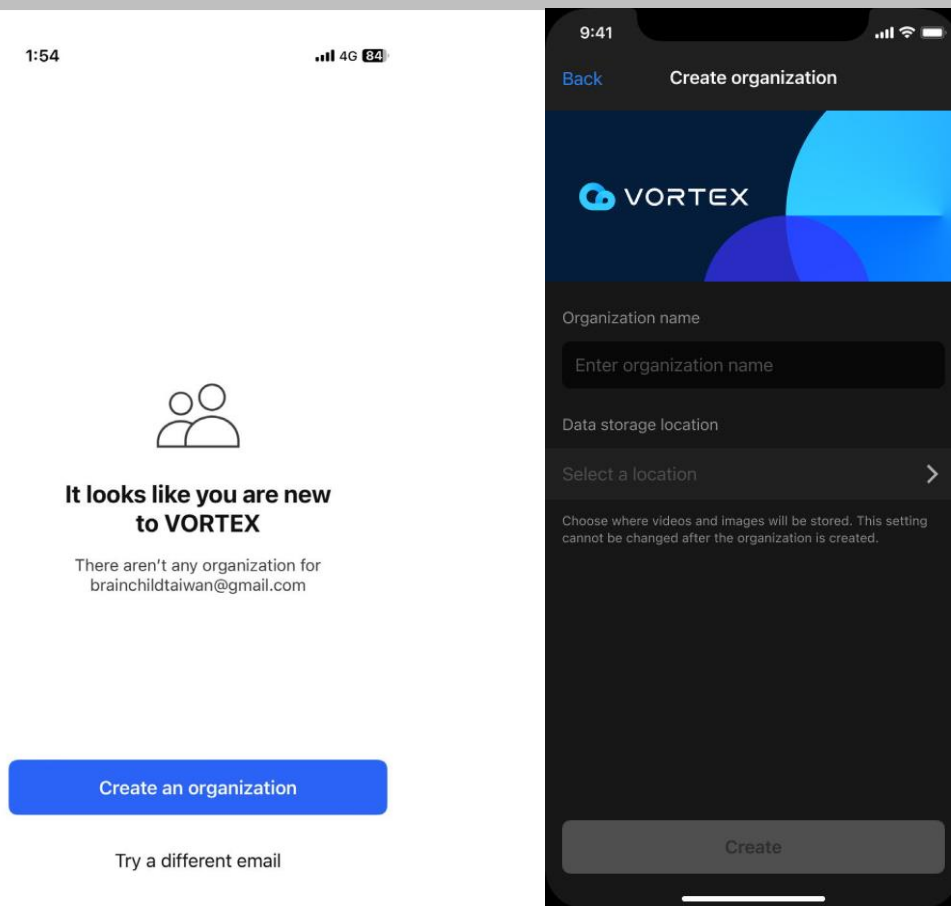 1:54
4G 84
It looks like you are new
to VORTEX
There aren't any organization for
brainchildtaiwan@gmail.com
Create an organization
Try a different email
9:41
Back
Create organization
VORTEX
Organization name
Enter organization name
Data storage location
Select a location
Choose where videos and images will be stored. This setting
cannot be changed after the organization is created.
Create